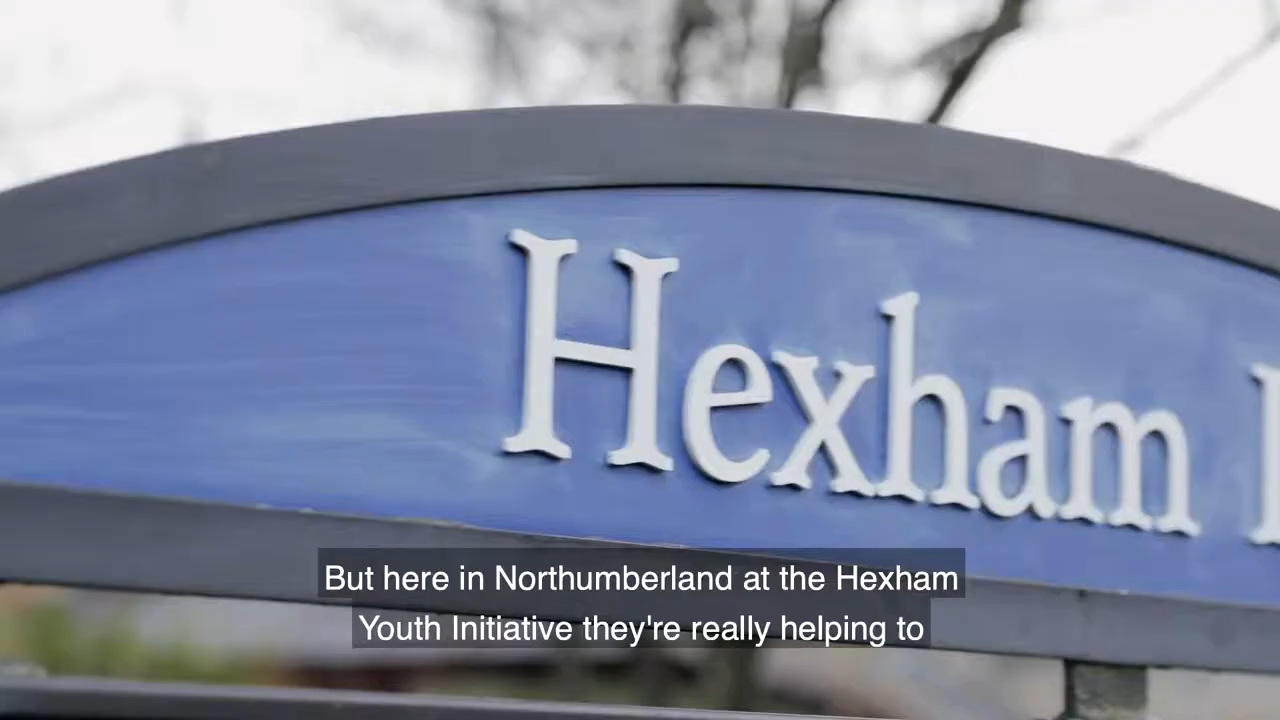 Hexham
But here in Northumberland at the Hexham
Youth Initiative they're really helping to